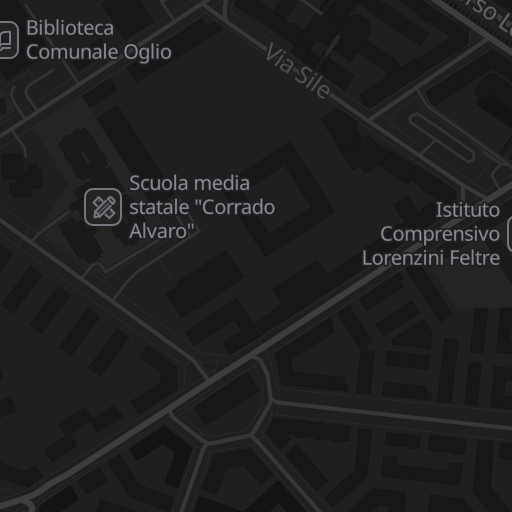 Biblioteca
Comunale Oglio
Via Sile
Scuola media
statale "Corrado
Alvaro"
Istituto
Comprensivo
Lorenzini Feltre